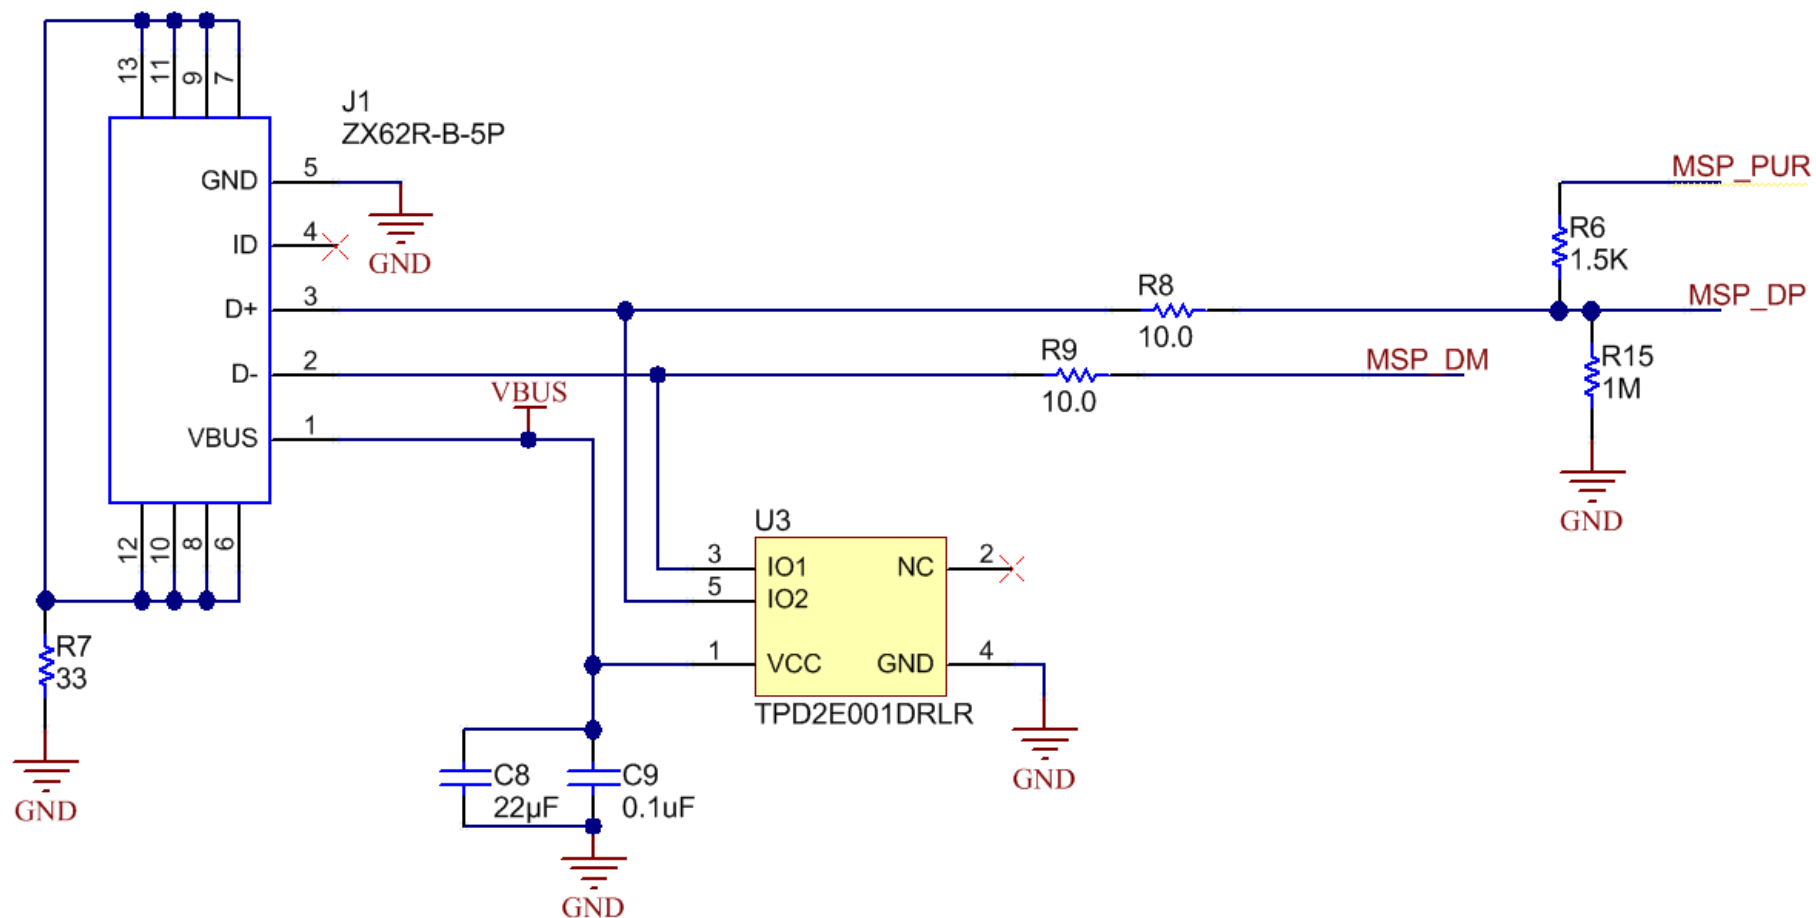 13
11
9
7
J1
ZX62R-B-5P
GND
5
ID
4
GND
D+
3
D-
2
VBUS
1
VBUS
12
10
8
6
R7
33
GND
R8
10.0
R9
10.0
MSP_DM
MSP_PUR
R6
1.5K
MSP_DP
R15
1M
GND
U3
3
IO1
NC
2
5
IO2
1
VCC
GND
4
TPD2E001DRLR
GND
C8
22µF
C9
0.1uF
GND